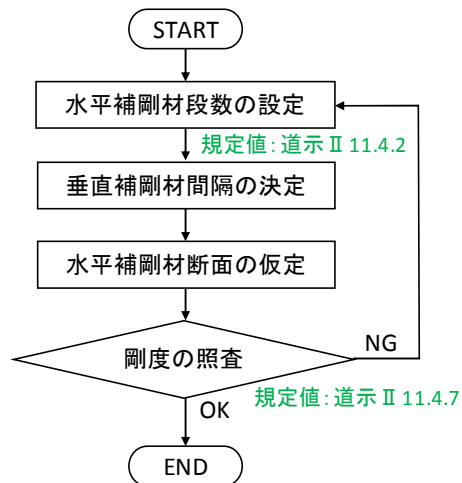 START
水平補剛材段数の設定
規定値：道示Ⅱ 11.4.2
垂直補剛材間隔の決定
水平補剛材断面の仮定
剛度の照査
NG
OK
規定値：道示Ⅱ 11.4.7
END